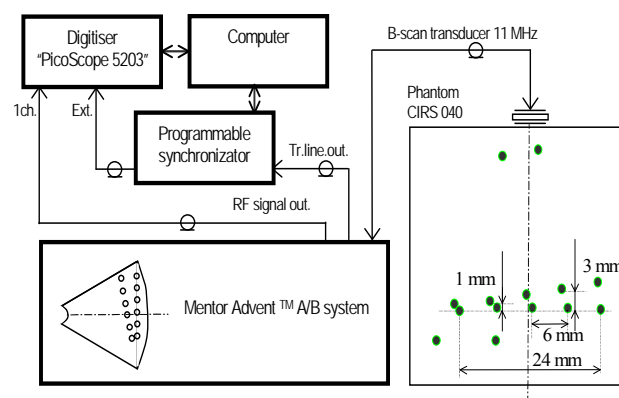 Digitiser
“PicoScope 5203”
Computer
B-scan transducer 11 MHz
1ch.
Ext.
Phantom
CIRS 040
Programmable
synchronizator
Tr.line.out.
RF signal out.
Mentor Advent ™ A/B system
1 mm
3 mm
6 mm
24 mm